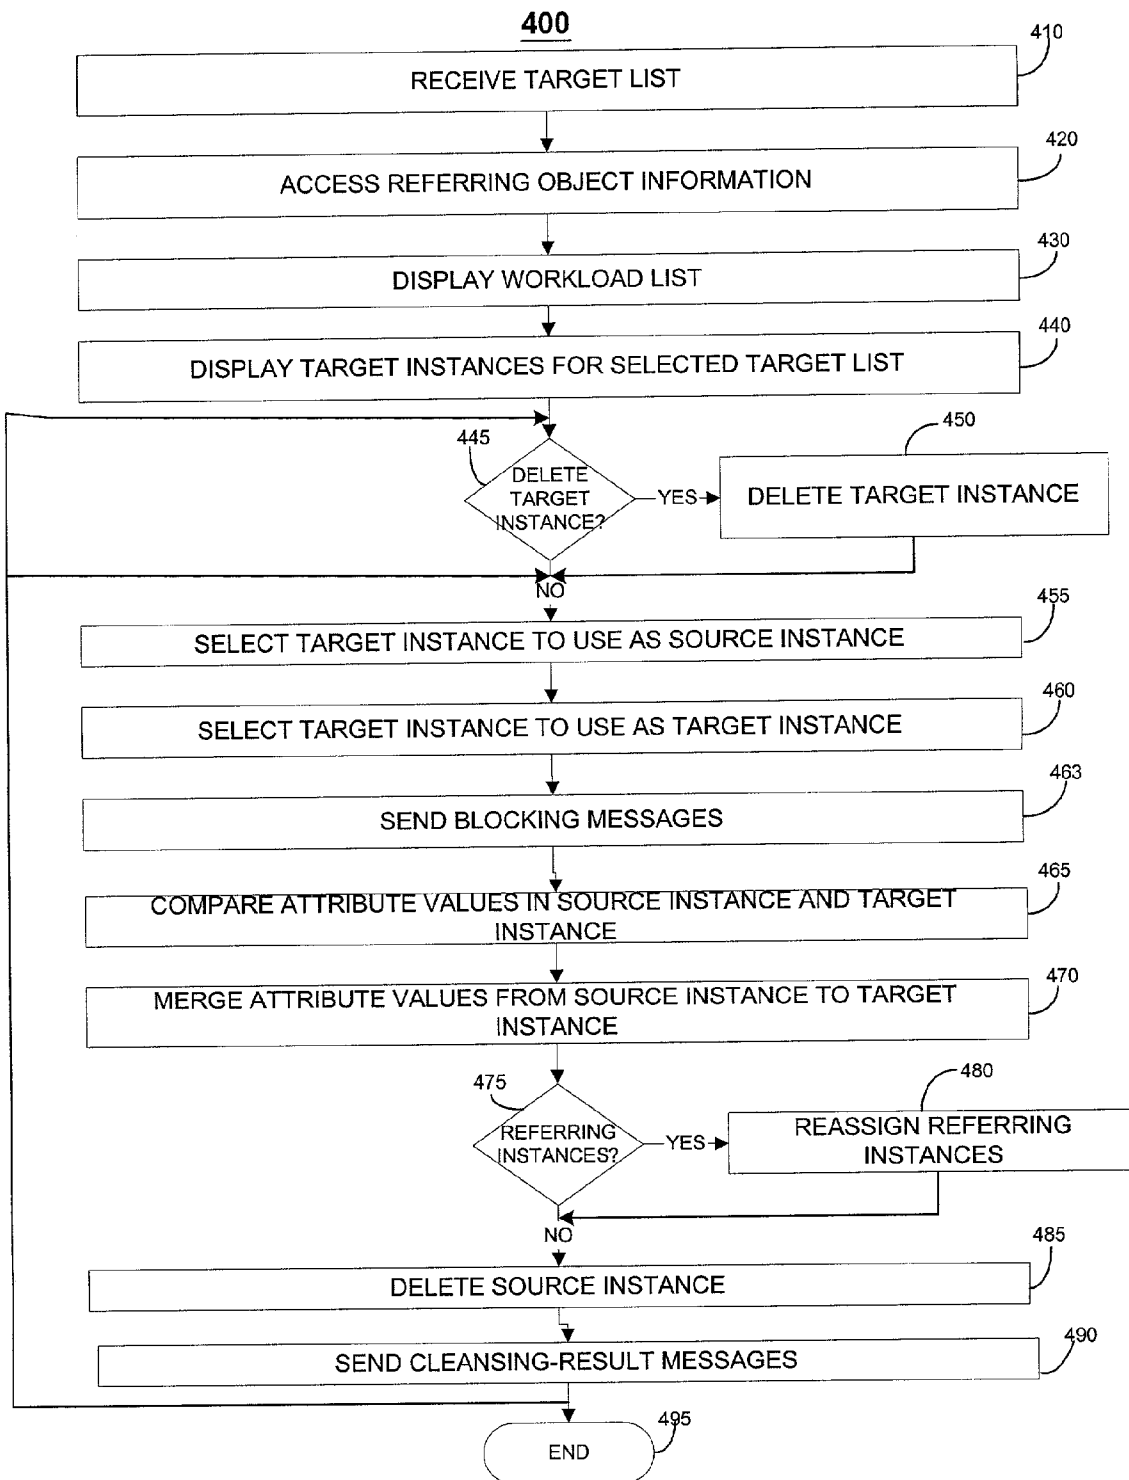 400
410
RECEIVE TARGET LIST
420
ACCESS REFERRING OBJECT INFORMATION
430
DISPLAY WORKLOAD LIST
440
DISPLAY TARGET INSTANCES FOR SELECTED TARGET LIST
445
450
DELETE
TARGET
INSTANCE?
YES
DELETE TARGET INSTANCE
NO
455
SELECT TARGET INSTANCE TO USE AS SOURCE INSTANCE
460
SELECT TARGET INSTANCE TO USE AS TARGET INSTANCE
463
SEND BLOCKING MESSAGES
465
COMPARE ATTRIBUTE VALUES IN SOURCE INSTANCE AND TARGET
INSTANCE
470
MERGE ATTRIBUTE VALUES FROM SOURCE INSTANCE TO TARGET
INSTANCE
475
480
REFERRING
INSTANCES?
YES
REASSIGN REFERRING
INSTANCES
NO
485
DELETE SOURCE INSTANCE
490
SEND CLEANSING-RESULT MESSAGES
495
END